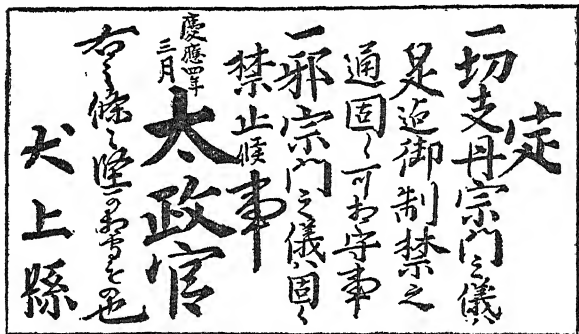 定
一切支丹宗門之儀ハ
是迄御制禁之
通固ク可相守事
一邪宗門之儀ハ固ク
禁止候事
慶應四年
三月
太政官
右之條々堅可相守もの也
犬上縣